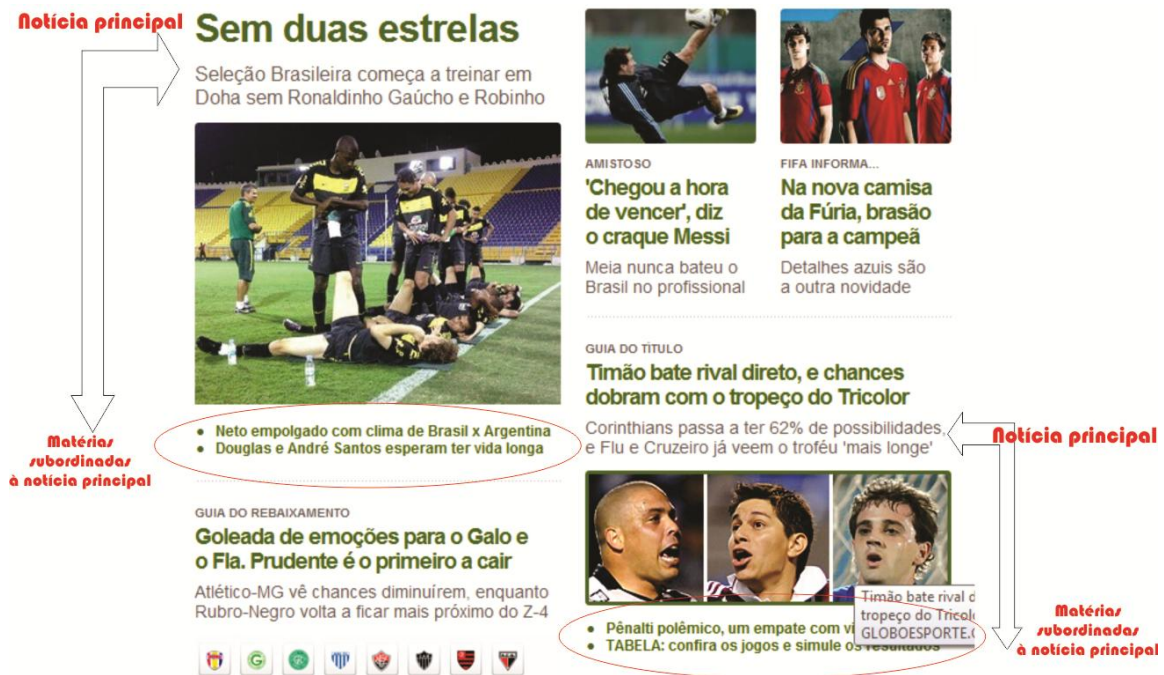 Notícia principal
Sem duas estrelas
Seleção Brasileira começa a treinar em
Doha sem Ronaldinho Gaúcho e Robinho
Matérias
subordinadas
à notícia principal
● Neto empolgado com clima de Brasil x Argentina
● Douglas e André Santos esperam ter vida longa
GUIA DO REBAIXAMENTO
Goleada de emoções para o Galo e
o Fla. Prudente é o primeiro a cair
Atlético-MG vê chances diminuírem, enquanto
Rubro-Negro volta a ficar mais próximo do Z-4
AMISTOSO
'Chegou a hora
de vencer', diz
o craque Messi
Meia nunca bateu o
Brasil no profissional
FIFA INFORMA...
Na nova camisa
da Fúria, brasão
para a campeã
Detalhes azuis são
a outra novidade
GUIA DO TÍTULO
Timão bate rival direto, e chances
dobram com o tropeço do Tricolor
Corinthians passa a ter 62% de possibilidades,
e Flu e Cruzeiro já veem o troféu 'mais longe'
Notícia principal
Timão bate rival d
tropeço do Tricol
GLOBOESPORTE.
● Pênalti polêmico, um empate com vi
● TABELA: confira os jogos e simule os resultados
Matérias
subordinadas
à notícia principal